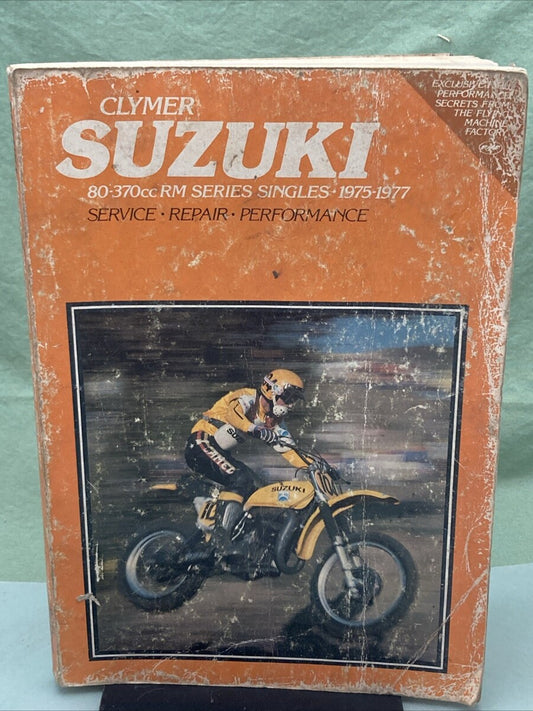 CLYMER
SUZUKI
80-370cc RM SERIES SINGLES · 1975-1977
SERVICE · REPAIR · PERFORMANCE
EXCLUSIVE
PERFORMANCE
SECRETS FROM
THE FLYING
MACHINE
FACTORY
SUZUKI